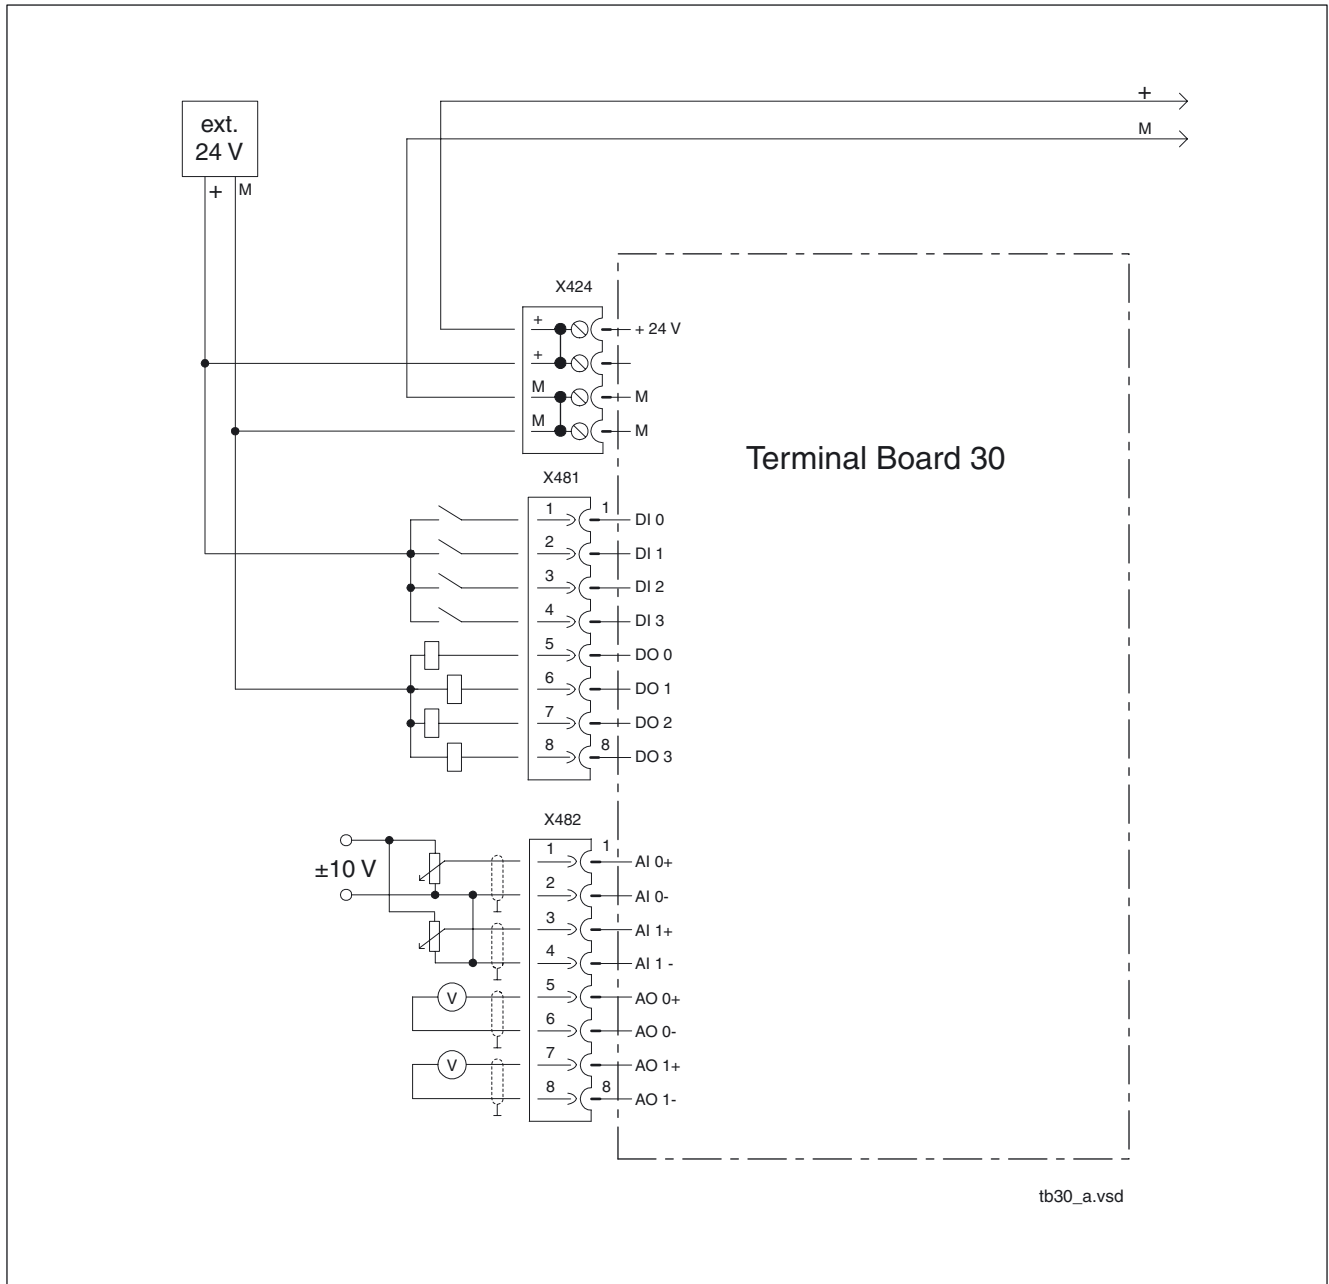 +
M
ext.
24 V
+ M
X424
+ + 24 V
+
M M
M M
Terminal Board 30
X481
1 1 DI 0
2 DI 1
3 DI 2
4 DI 3
5 DO 0
6 DO 1
7 DO 2
8 8 DO 3
X482
±10 V
1 1 AI 0+
2 AI 0-
3 AI 1+
4 AI 1 -
V 5 AO 0+
6 AO 0-
V 7 AO 1+
8 8 AO 1-
tb30_a.vsd